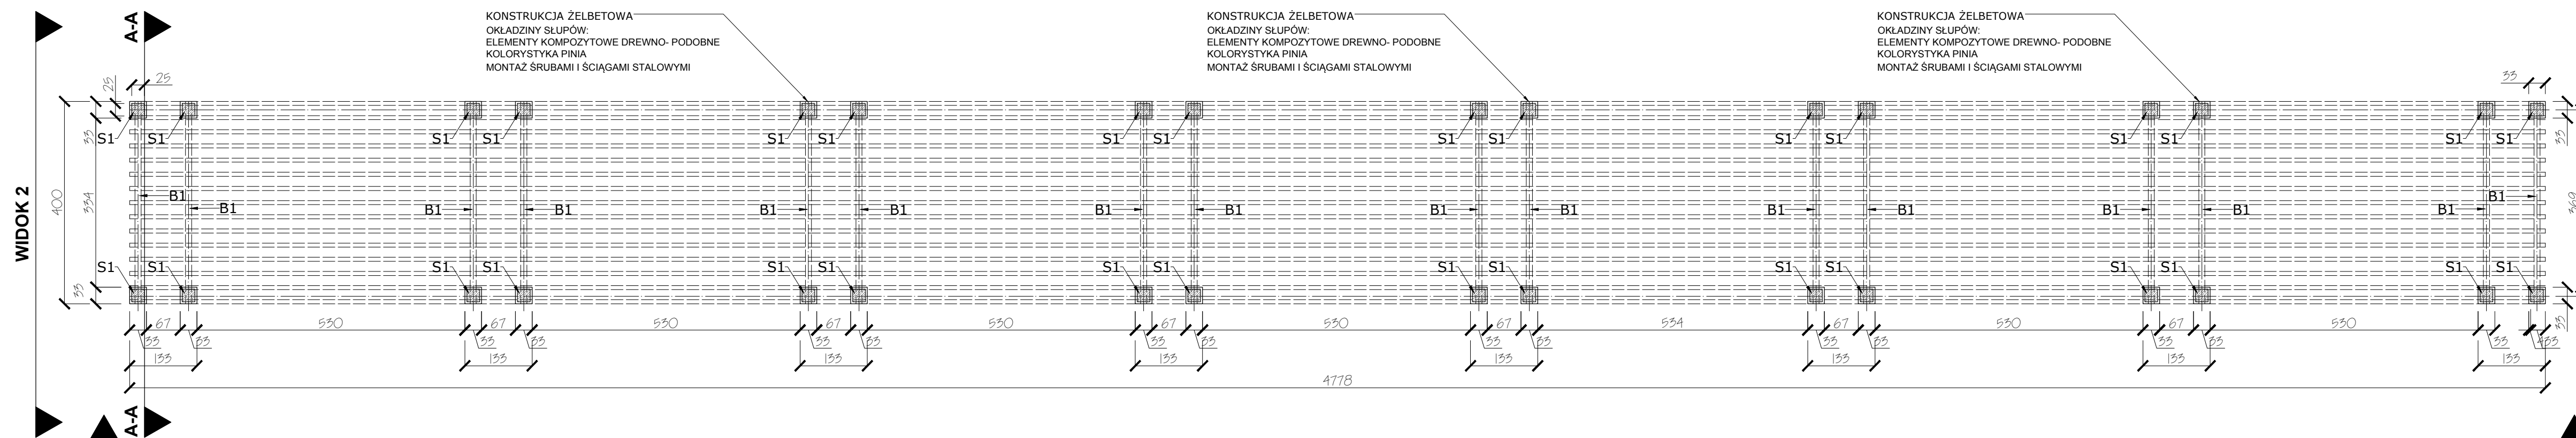 A-A
KONSTRUKCJA ŻELBETOWA
OKŁADZINY SŁUPÓW:
ELEMENTY KOMPOZYTOWE DREWNO- PODOBNE
KOLORYSTYKA PINIA
MONTAŻ ŚRUBAMI I ŚCIĄGAMI STALOWYMI
KONSTRUKCJA ŻELBETOWA
OKŁADZINY SŁUPÓW:
ELEMENTY KOMPOZYTOWE DREWNO- PODOBNE
KOLORYSTYKA PINIA
MONTAŻ ŚRUBAMI I ŚCIĄGAMI STALOWYMI
KONSTRUKCJA ŻELBETOWA
OKŁADZINY SŁUPÓW:
ELEMENTY KOMPOZYTOWE DREWNO- PODOBNE
KOLORYSTYKA PINIA
MONTAŻ ŚRUBAMI I ŚCIĄGAMI STALOWYMI
25 25 33
S1 S1 S1 S1 S1 S1 S1 S1 S1 S1 S1 S1 S1 S1 S1 S1
33 33
WIDOK 2
400 334 369
B1 B1 B1 B1 B1 B1 B1 B1 B1 B1 B1 B1 B1 B1 B1 B1
S1 S1 S1 S1 S1 S1 S1 S1 S1 S1 S1 S1 S1 S1 S1 S1
33 33
67 530 67 530 67 530 67 530 67 534 67 530 67 530
33 33 33 33 33 33 33 33 33 33 33 33 33 33 33 33
133 133 133 133 133 133 133 133
4778
A-A